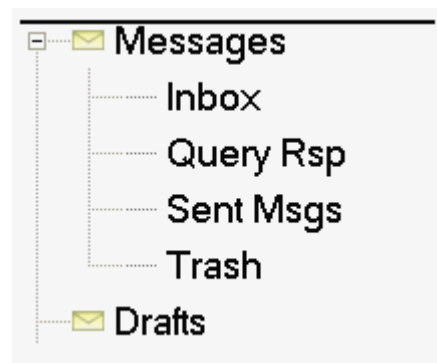 Messages
Inbox
Query Rsp
Sent Msgs
Trash
Drafts